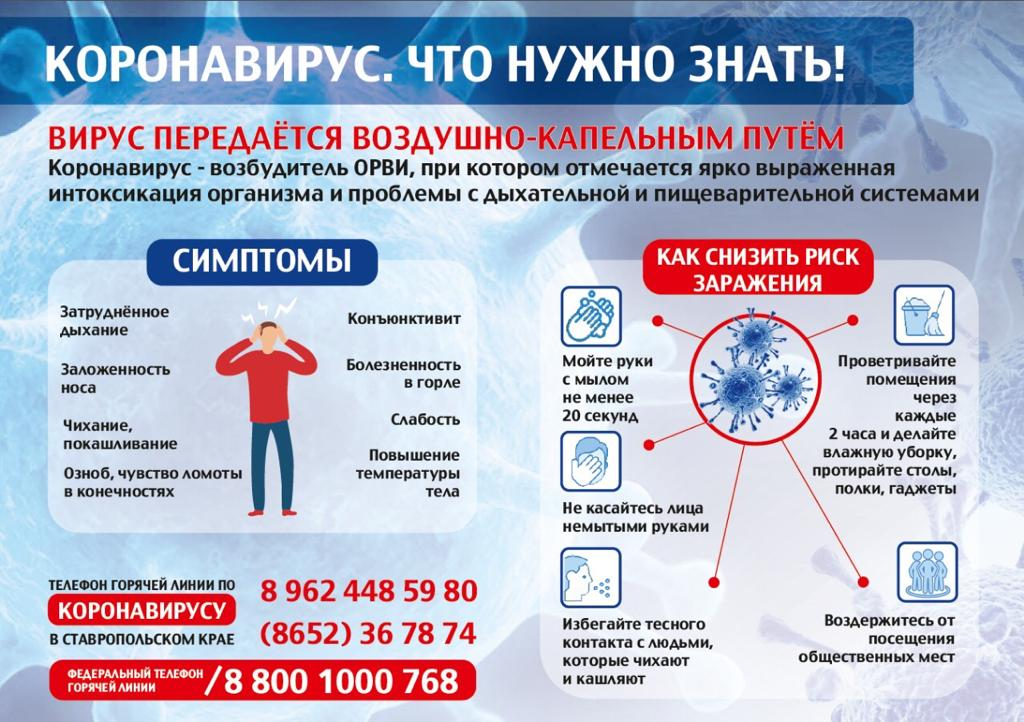 КОРОНАВИРУС. ЧТО НУЖНО ЗНАТЬ!
ВИРУС ПЕРЕДАЁТСЯ ВОЗДУШНО-КАПЕЛЬНЫМ ПУТЁМ
Коронавирус - возбудитель ОРВИ, при котором отмечается ярко выраженная
интоксикация организма и проблемы с дыхательной и пищеварительной системами
СИМПТОМЫ
Затруднённое
дыхание
Заложенность
носа
Чихание,
покашливание
Озноб, чувство ломоты
в конечностях
Конъюнктивит
Болезненность
в горле
Слабость
Повышение
температуры
тела
КАК СНИЗИТЬ РИСК
ЗАРАЖЕНИЯ
Мойте руки
с мылом
не менее
20 секунд
Не касайтесь лица
немытыми руками
Избегайте тесного
контакта с людьми,
которые чихают
и кашляют
Проветривайте
помещения
через
каждые
2 часа и делайте
влажную уборку,
протирайте столы,
полки, гаджеты
Воздержитесь от
посещения
общественных мест
ТЕЛЕФОН ГОРЯЧЕЙ ЛИНИИ ПО
КОРОНАВИРУСУ
В СТАВРОПОЛЬСКОМ КРАЕ
8 962 448 59 80
(8652) 36 78 74
ФЕДЕРАЛЬНЫЙ ТЕЛЕФОН
ГОРЯЧЕЙ ЛИНИИ
/8 800 1000 768